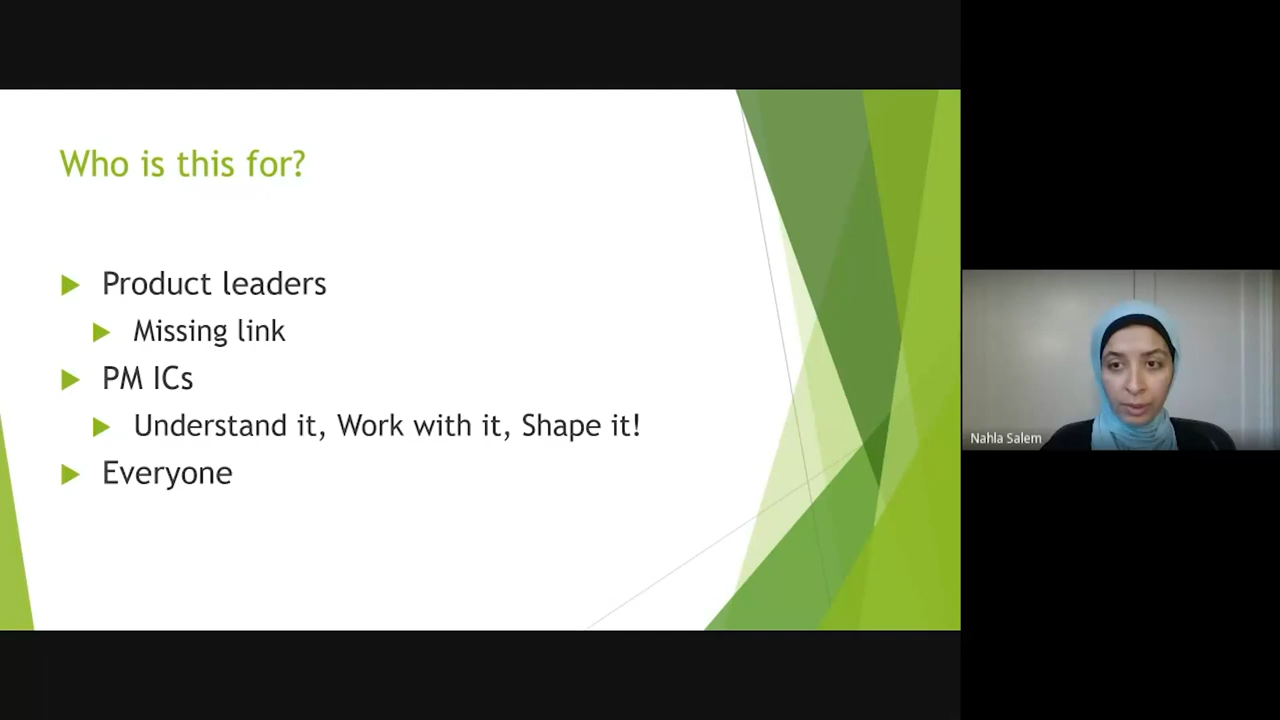 Who is this for?
Product leaders
Missing link
PM ICs
Understand it, Work with it, Shape it!
Everyone
Nahla Salem